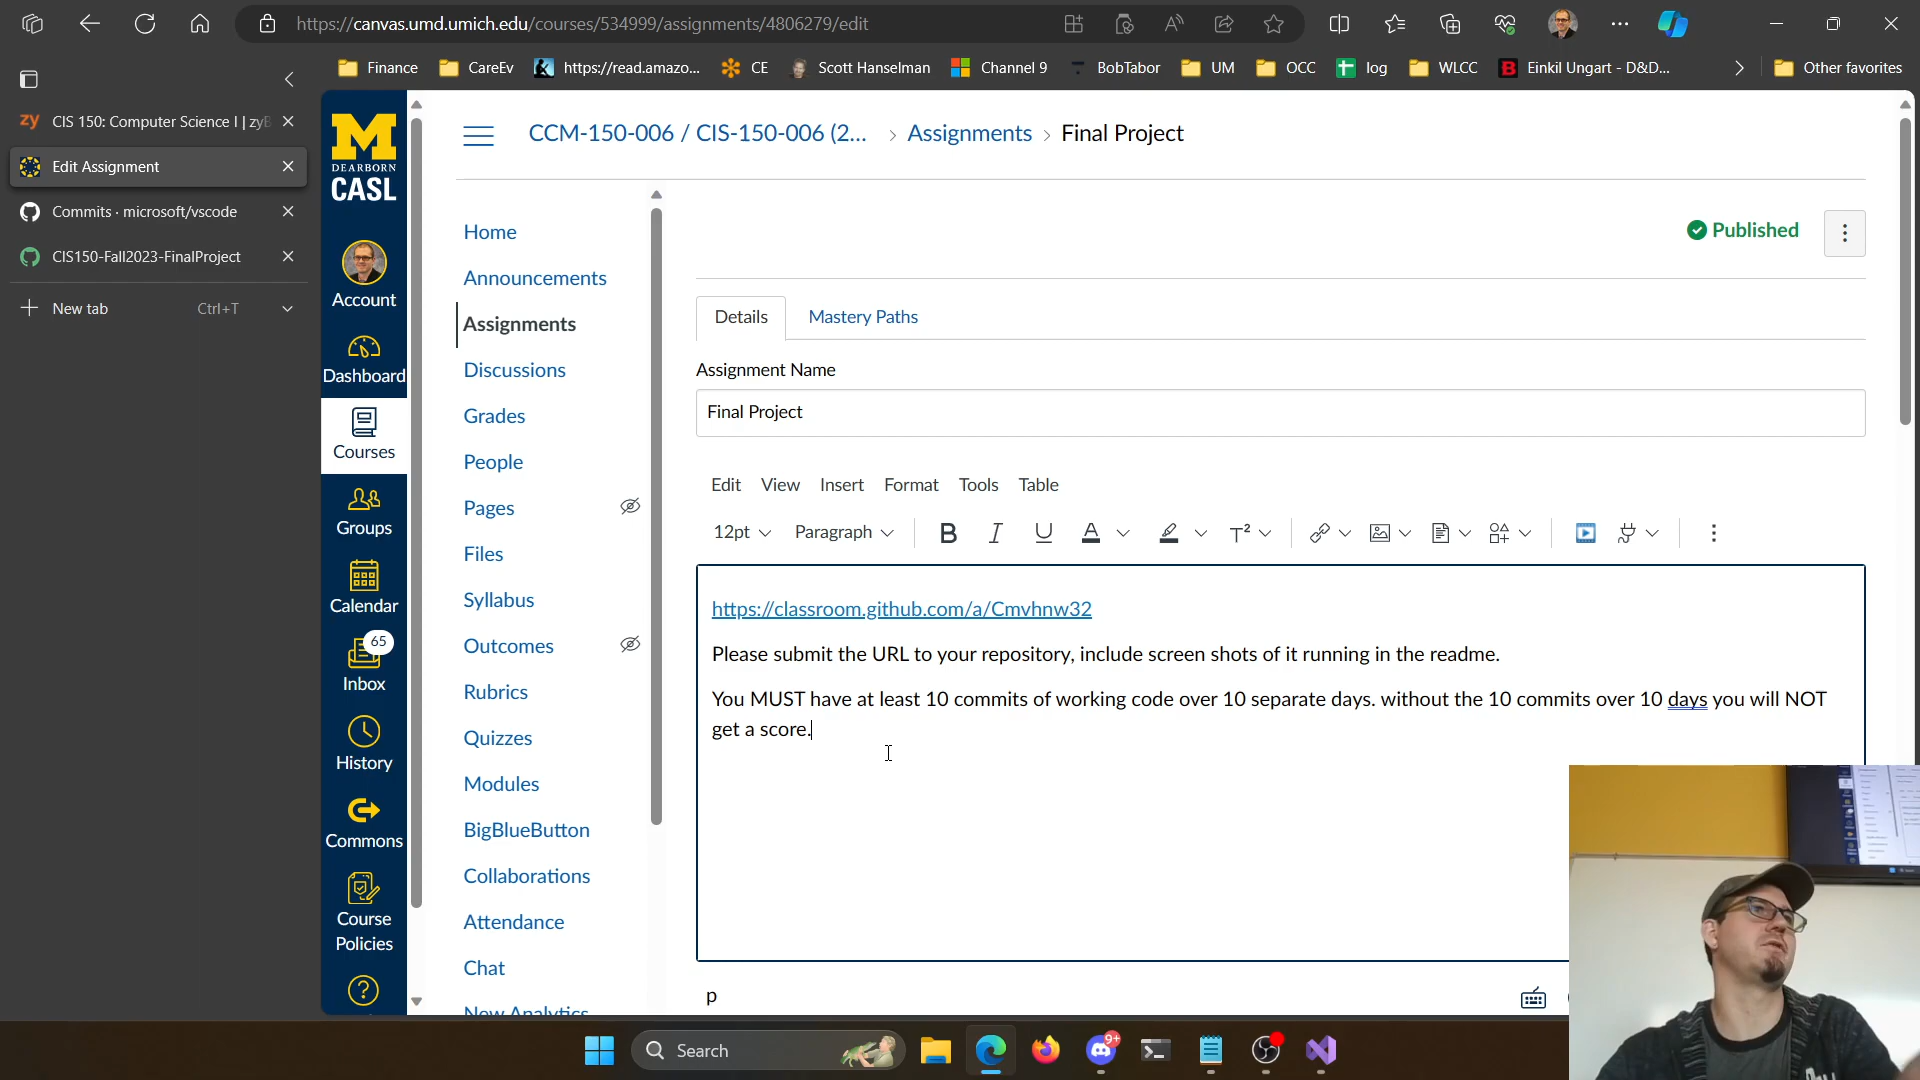 https://canvas.umd.umich.edu/courses/534999/assignments/4806279/edit
Finance
CareEv
https://read.amazo...
CE
Scott Hanselman
Channel 9
BobTabor
UM
OCC
log
WLCC
Einkil Ungart - D&D...
Other favorites
CIS 150: Computer Science I | zyB
Edit Assignment
Commits · microsoft/vscode
CIS150-Fall2023-FinalProject
New tab
Ctrl+T
M
DEARBORN
CASL
Account
Dashboard
Courses
Groups
Calendar
65
Inbox
History
Commons
Course
Policies
CCM-150-006 / CIS-150-006 (2... > Assignments > Final Project
Home
Announcements
Assignments
Discussions
Grades
People
Pages
Files
Syllabus
Outcomes
Rubrics
Quizzes
Modules
BigBlueButton
Collaborations
Attendance
Chat
New Analytics
Published
Details
Mastery Paths
Assignment Name
Final Project
Edit View Insert Format Tools Table
12pt
Paragraph
B I U A T²
https://classroom.github.com/a/Cmvhnw32
Please submit the URL to your repository, include screen shots of it running in the readme.
You MUST have at least 10 commits of working code over 10 separate days. without the 10 commits over 10 days you will NOT
get a score.
p
Search
9+